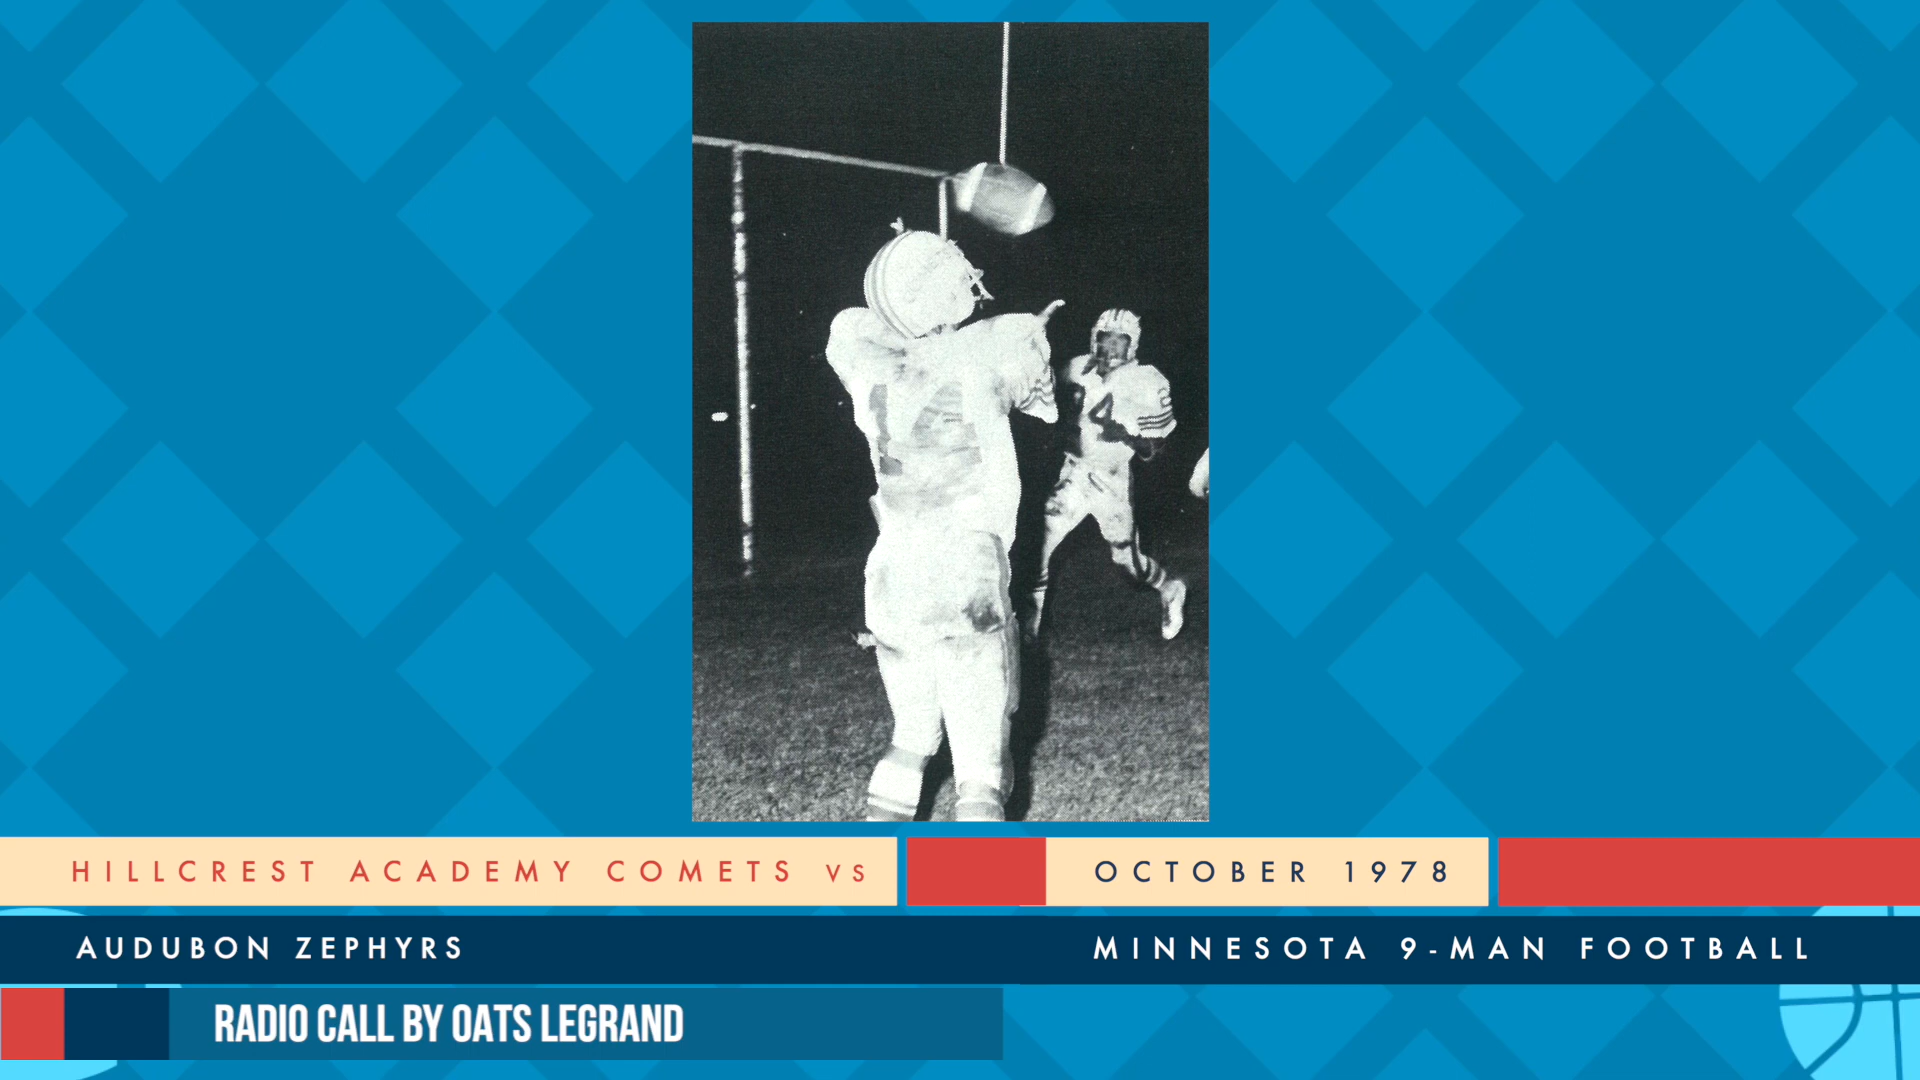 HILLCREST ACADEMY COMETS VS
OCTOBER 1978
AUDUBON ZEPHYRS
MINNESOTA 9-MAN FOOTBALL
RADIO CALL BY OATS LEGRAND